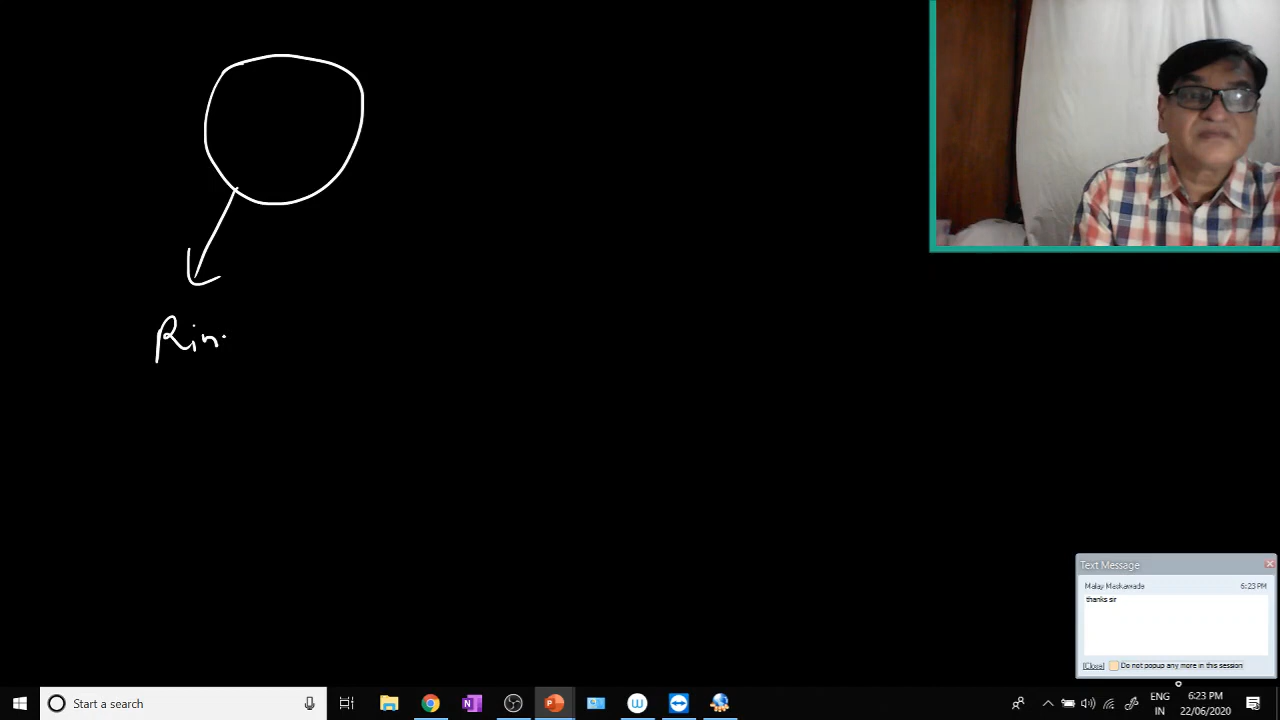 Rin.
Text Message
Malay Maskawade 6:23 PM
thanks sir
[Close] Do not popup any more in this session
Start a search
ENG 6:23 PM
IN 22/06/2020